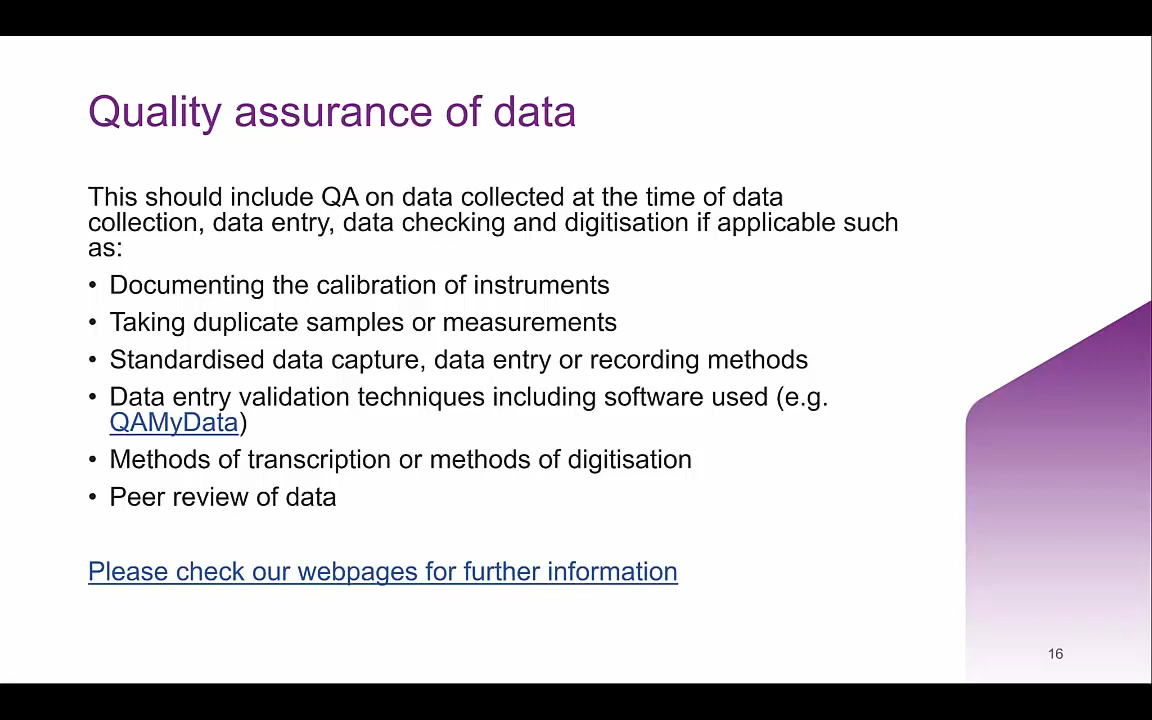 Quality assurance of data
This should include QA on data collected at the time of data
collection, data entry, data checking and digitisation if applicable such
as:
• Documenting the calibration of instruments
• Taking duplicate samples or measurements
• Standardised data capture, data entry or recording methods
• Data entry validation techniques including software used (e.g.
QAMyData)
• Methods of transcription or methods of digitisation
• Peer review of data
Please check our webpages for further information
16